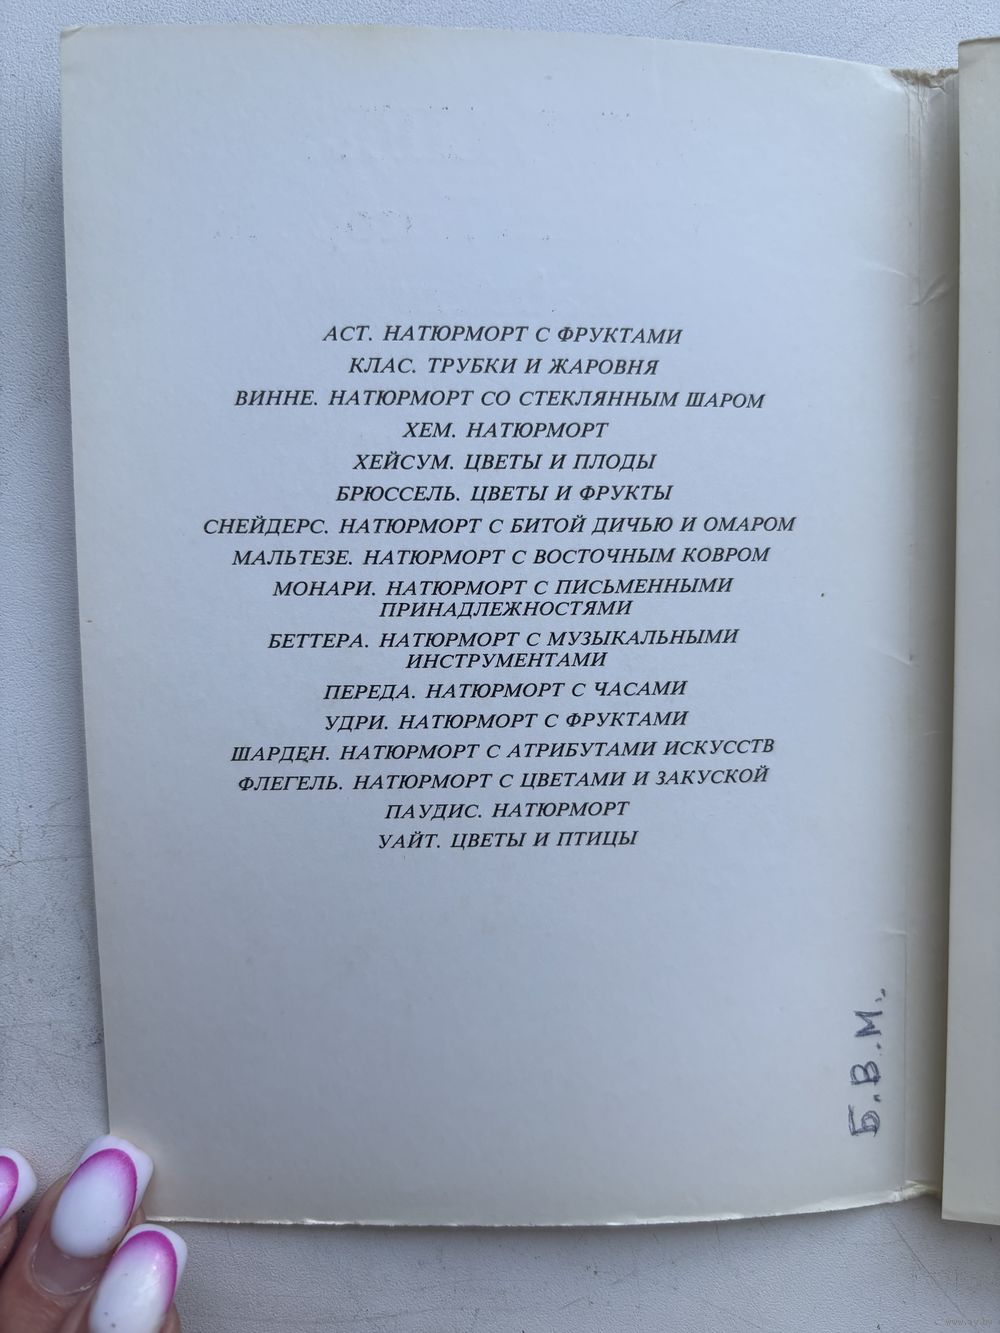 АСТ. НАТЮРМОРТ С ФРУКТАМИ
КЛАС. ТРУБКИ И ЖАРОВНЯ
ВИННЕ. НАТЮРМОРТ СО СТЕКЛЯННЫМ ШАРОМ
ХЕМ. НАТЮРМОРТ
ХЕЙСУМ. ЦВЕТЫ И ПЛОДЫ
БРЮССЕЛЬ. ЦВЕТЫ И ФРУКТЫ
СНЕЙДЕРС. НАТЮРМОРТ С БИТОЙ ДИЧЬЮ И ОМАРОМ
МАЛЬТЕЗЕ. НАТЮРМОРТ С ВОСТОЧНЫМ КОВРОМ
МОНАРИ. НАТЮРМОРТ С ПИСЬМЕННЫМИ
ПРИНАДЛЕЖНОСТЯМИ
БЕТТЕРА. НАТЮРМОРТ С МУЗЫКАЛЬНЫМИ
ИНСТРУМЕНТАМИ
ПЕРЕДА. НАТЮРМОРТ С ЧАСАМИ
УДРИ. НАТЮРМОРТ С ФРУКТАМИ
ШАРДЕН. НАТЮРМОРТ С АТРИБУТАМИ ИСКУССТВ
ФЛЕГЕЛЬ. НАТЮРМОРТ С ЦВЕТАМИ И ЗАКУСКОЙ
ПАУДИС. НАТЮРМОРТ
УАЙТ. ЦВЕТЫ И ПТИЦЫ
Б.В.М.